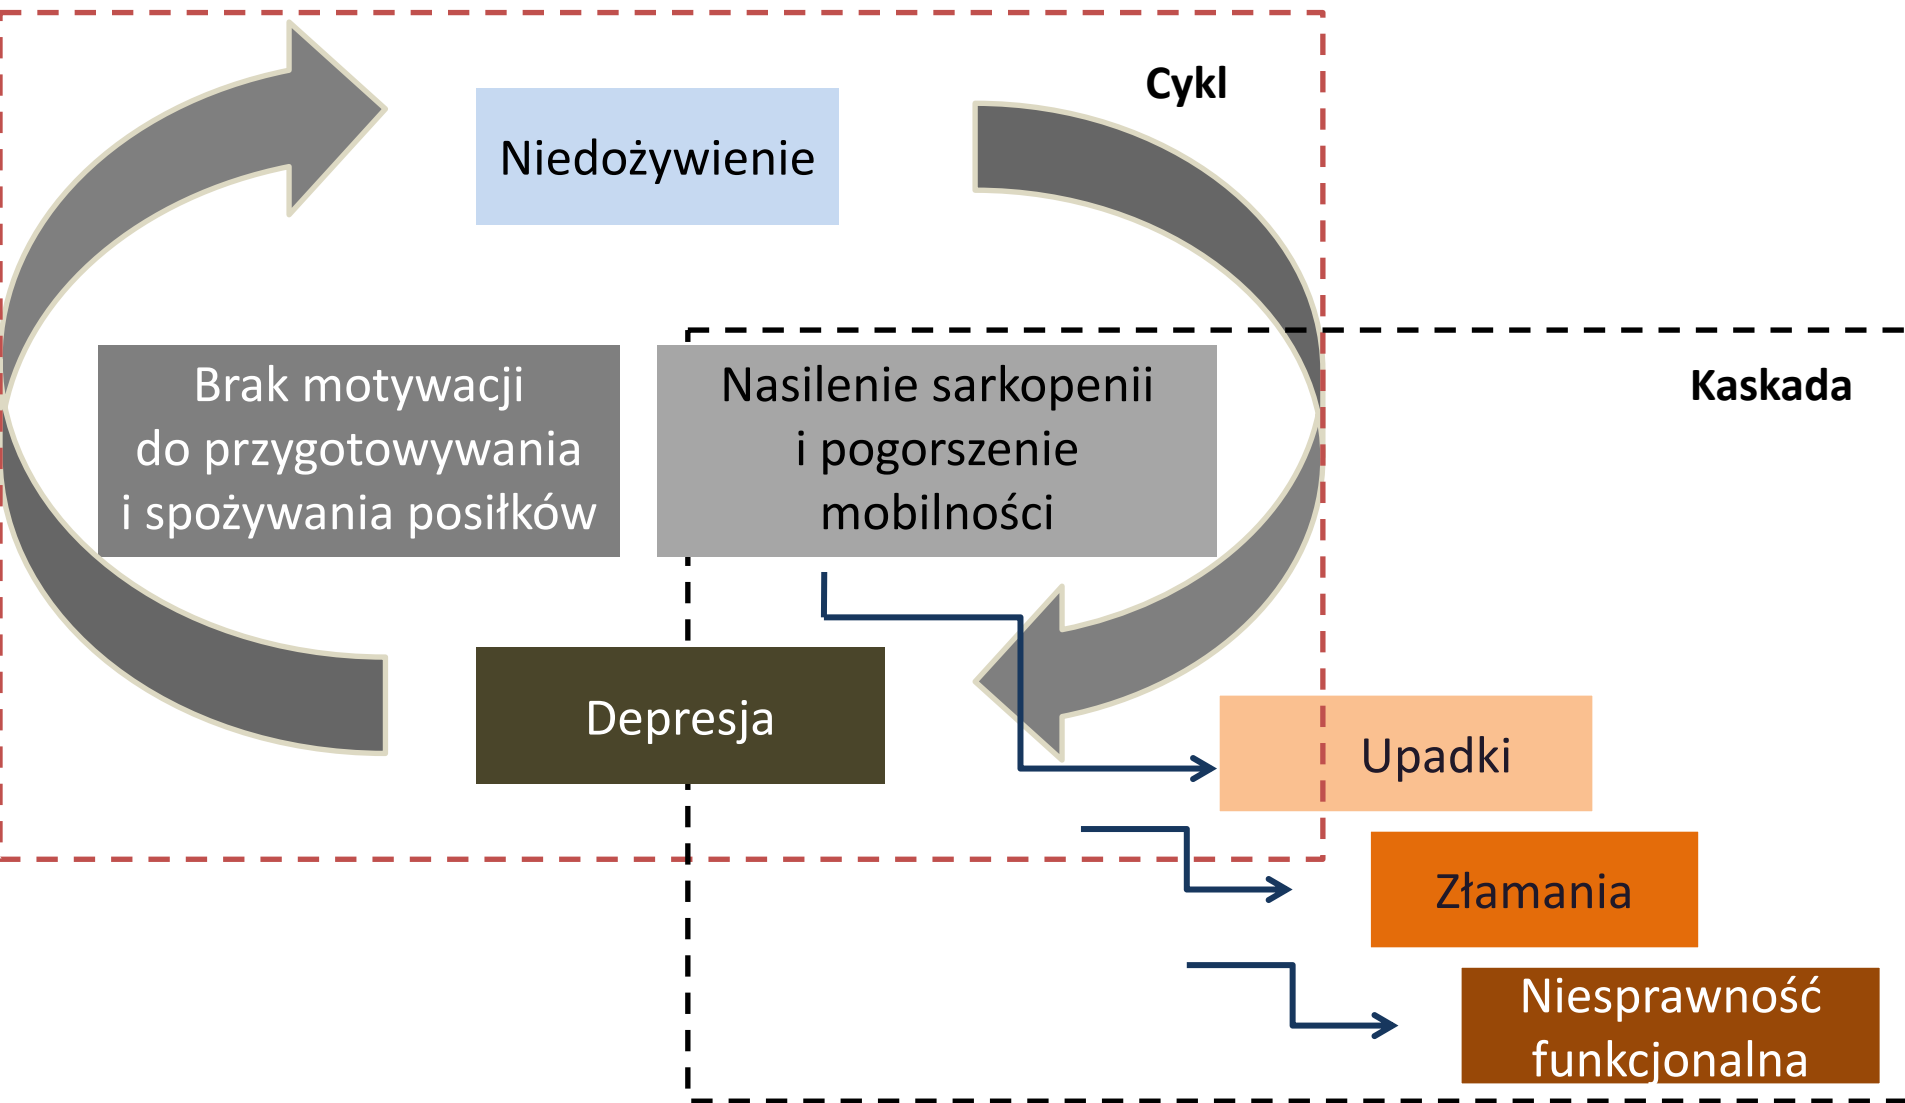 Cykl
Niedożywienie
Kaskada
Brak motywacji
do przygotowywania
i spożywania posiłków
Nasilenie sarkopenii
i pogorszenie
mobilności
Depresja
Upadki
Złamania
Niesprawność
funkcjonalna